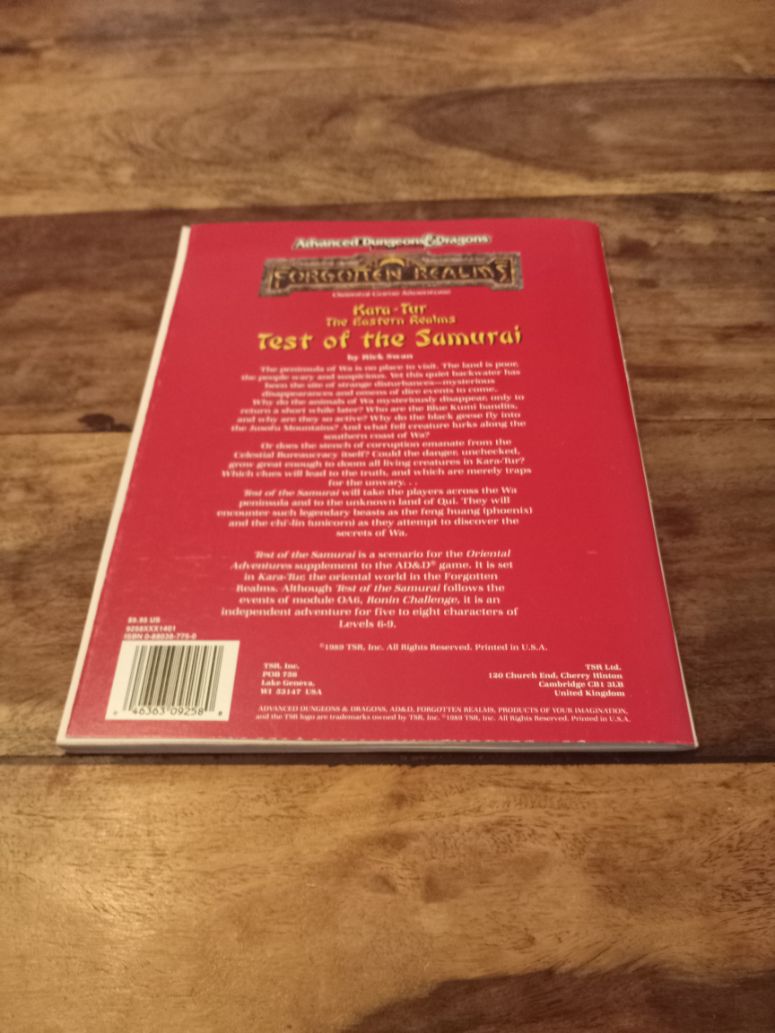 Advanced Dungeons & Dragons
FORGOTTEN REALMS
Oriental Game Adventures
Kara-Tur
The Eastern Realms
Test of the Samurai
by Rick Swan
The peninsula of Wa is no place to visit. The land is poor,
the people wary and suspicious. Yet this quiet backwater has
been the site of strange disturbances—mysterious
disappearances and omens of dire events to come.
Why do the animals of Wa mysteriously disappear, only to
return a short while later? Who are the Blue Kumi bandits,
and why are they so active? Why do the black geese fly into
the Jusofu Mountains? And what fell creature lurks along the
southern coast of Wa?
Or does the stench of corruption emanate from the
Celestial Bureaucracy itself? Could the danger, unchecked,
grow great enough to doom all living creatures in Kara-Tur?
Which clues will lead to the truth, and which are merely traps
for the unwary. . .
Test of the Samurai will take the players across the Wa
peninsula and to the unknown land of Qui. They will
encounter such legendary beasts as the feng huang (phoenix)
and the chi'-lin (unicorn) as they attempt to discover the
secrets of Wa.
Test of the Samurai is a scenario for the Oriental
Adventures supplement to the AD&D® game. It is set
in Kara-Tur, the oriental world in the Forgotten
Realms. Although Test of the Samurai follows the
events of module OA6, Ronin Challenge, it is an
independent adventure for five to eight characters of
Levels 6-9.
©1989 TSR, Inc. All Rights Reserved. Printed in U.S.A.
$9.95 US
9258XXX1401
ISBN 0-88038-775-0
0 46363 09258 8
TSR, Inc.
POB 756
Lake Geneva,
WI 53147 USA
TSR Ltd.
120 Church End, Cherry Hinton
Cambridge CB1 3LB
United Kingdom
ADVANCED DUNGEONS & DRAGONS, AD&D, FORGOTTEN REALMS, PRODUCTS OF YOUR IMAGINATION,
and the TSR logo are trademarks owned by TSR, Inc. ©1989 TSR, Inc. All Rights Reserved. Printed in U.S.A.